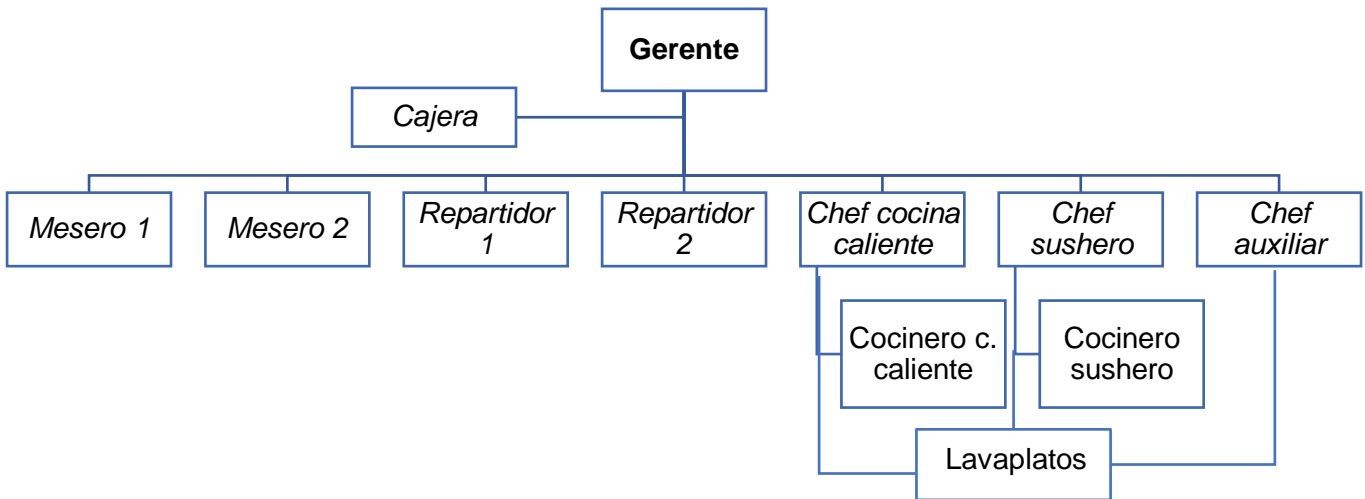 Gerente
Cajera
Mesero 1
Mesero 2
Repartidor
1
Repartidor
2
Chef cocina
caliente
Chef
sushero
Chef
auxiliar
Cocinero c.
caliente
Cocinero
sushero
Lavaplatos